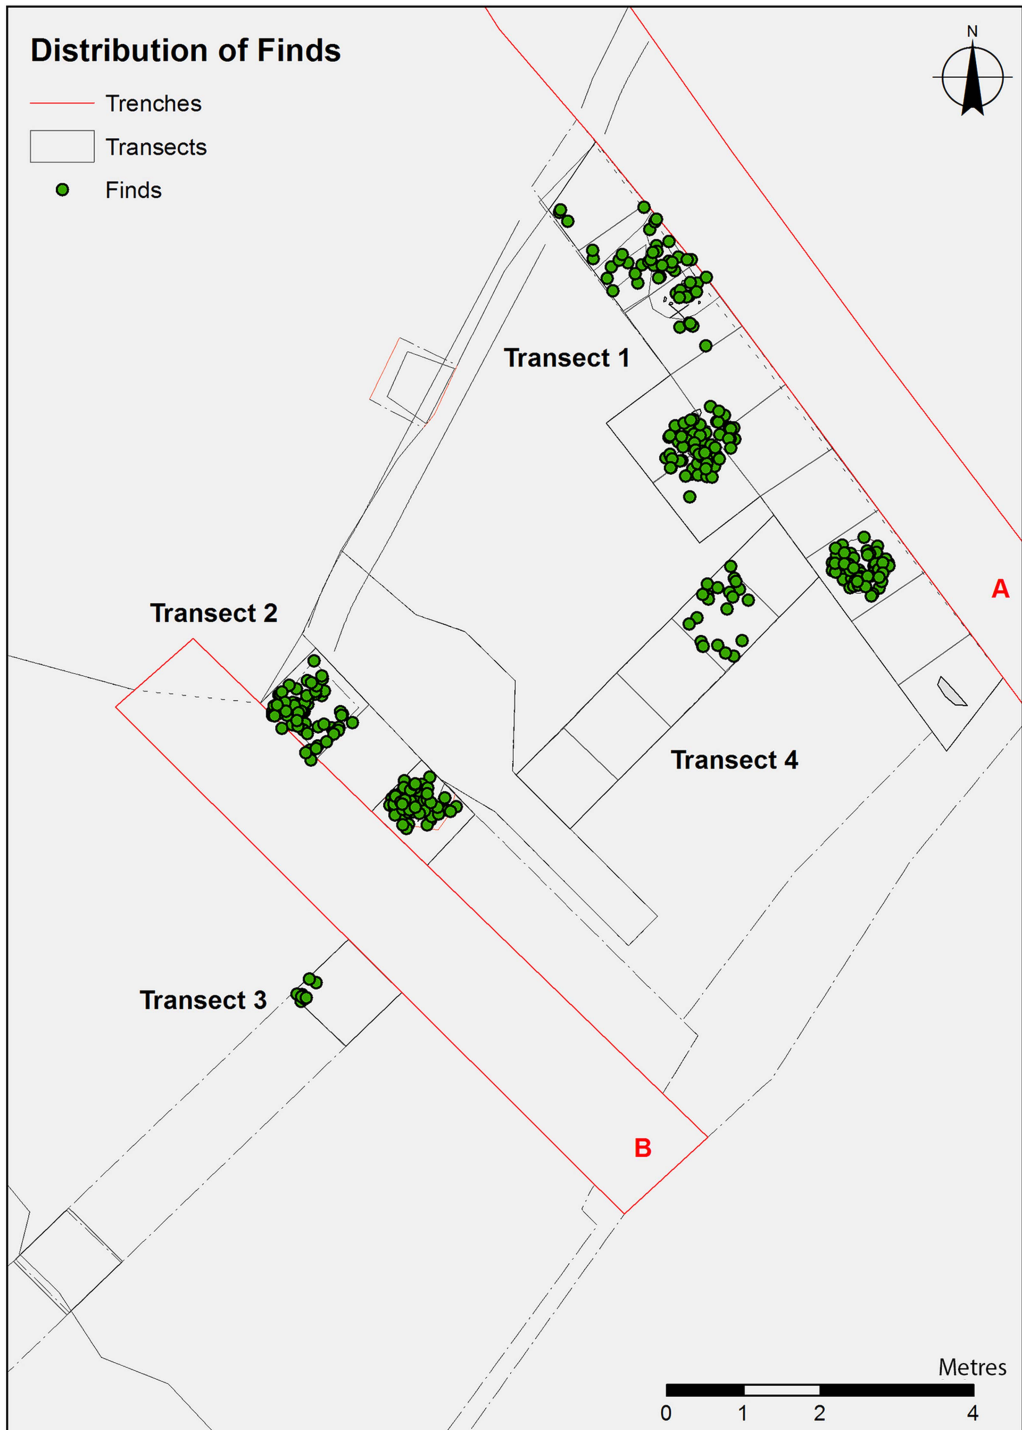 Distribution of Finds
Trenches
Transects
Finds
N
Transect 1
A
Transect 2
Transect 4
Transect 3
B
Metres
0 1 2 4